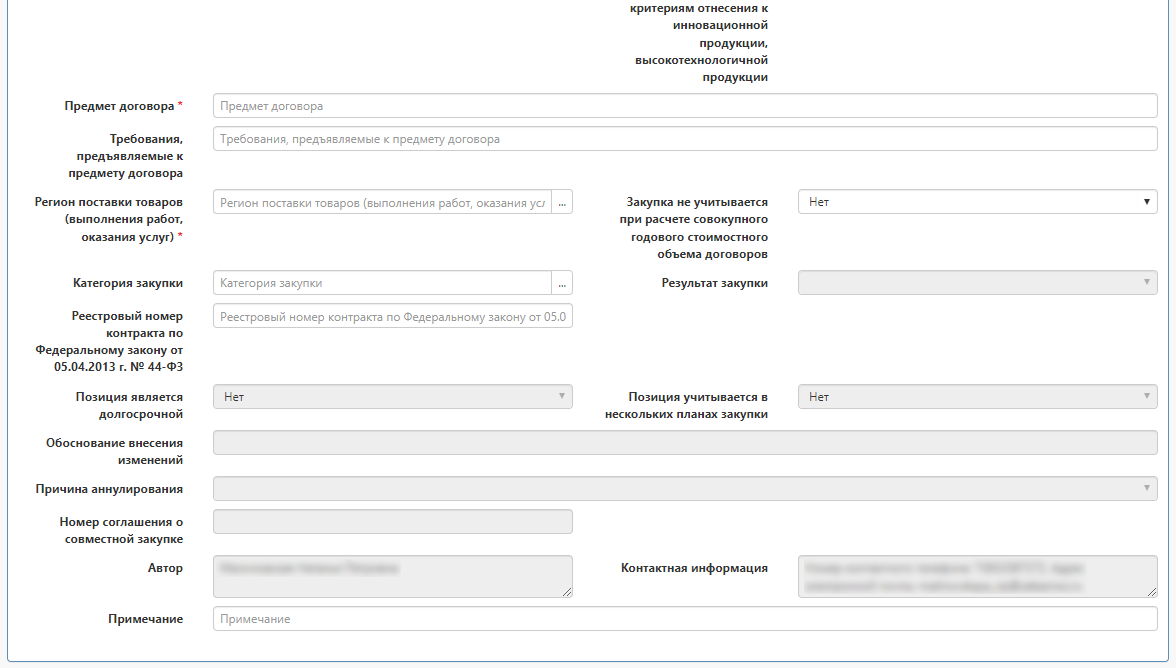 критериям отнесения к
инновационной
продукции,
высокотехнологичной
продукции
Предмет договора *
Предмет договора
Требования,
предъявляемые к
предмету договора
Требования, предъявляемые к предмету договора
Регион поставки товаров
(выполнения работ,
оказания услуг) *
Регион поставки товаров (выполнения работ, оказания усл
...
Закупка не учитывается
при расчете совокупного
годового стоимостного
объема договоров
Нет
Категория закупки
Категория закупки
...
Результат закупки
Реестровый номер
контракта по
Федеральному закону от
05.04.2013 г. № 44-ФЗ
Реестровый номер контракта по Федеральному закону от 05.0
Позиция является
долгосрочной
Нет
Позиция учитывается в
нескольких планах закупки
Нет
Обоснование внесения
изменений
Причина аннулирования
Номер соглашения о
совместной закупке
Автор
Контактная информация
Примечание
Примечание